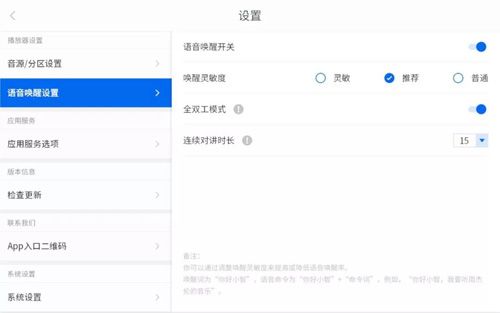 设置
播放器设置
音源/分区设置
语音唤醒设置
应用服务
应用服务选项
版本信息
检查更新
联系我们
App入口二维码
系统设置
系统设置
语音唤醒开关
唤醒灵敏度
灵敏
推荐
普通
全双工模式
连续对讲时长
15
备注:
你可以通过调整唤醒灵敏度来提高或降低语音唤醒率。
唤醒词为“你好小智”，语音命令为“你好小智”+“命令词”，例如，“你好小智，我要听周杰
伦的音乐”。